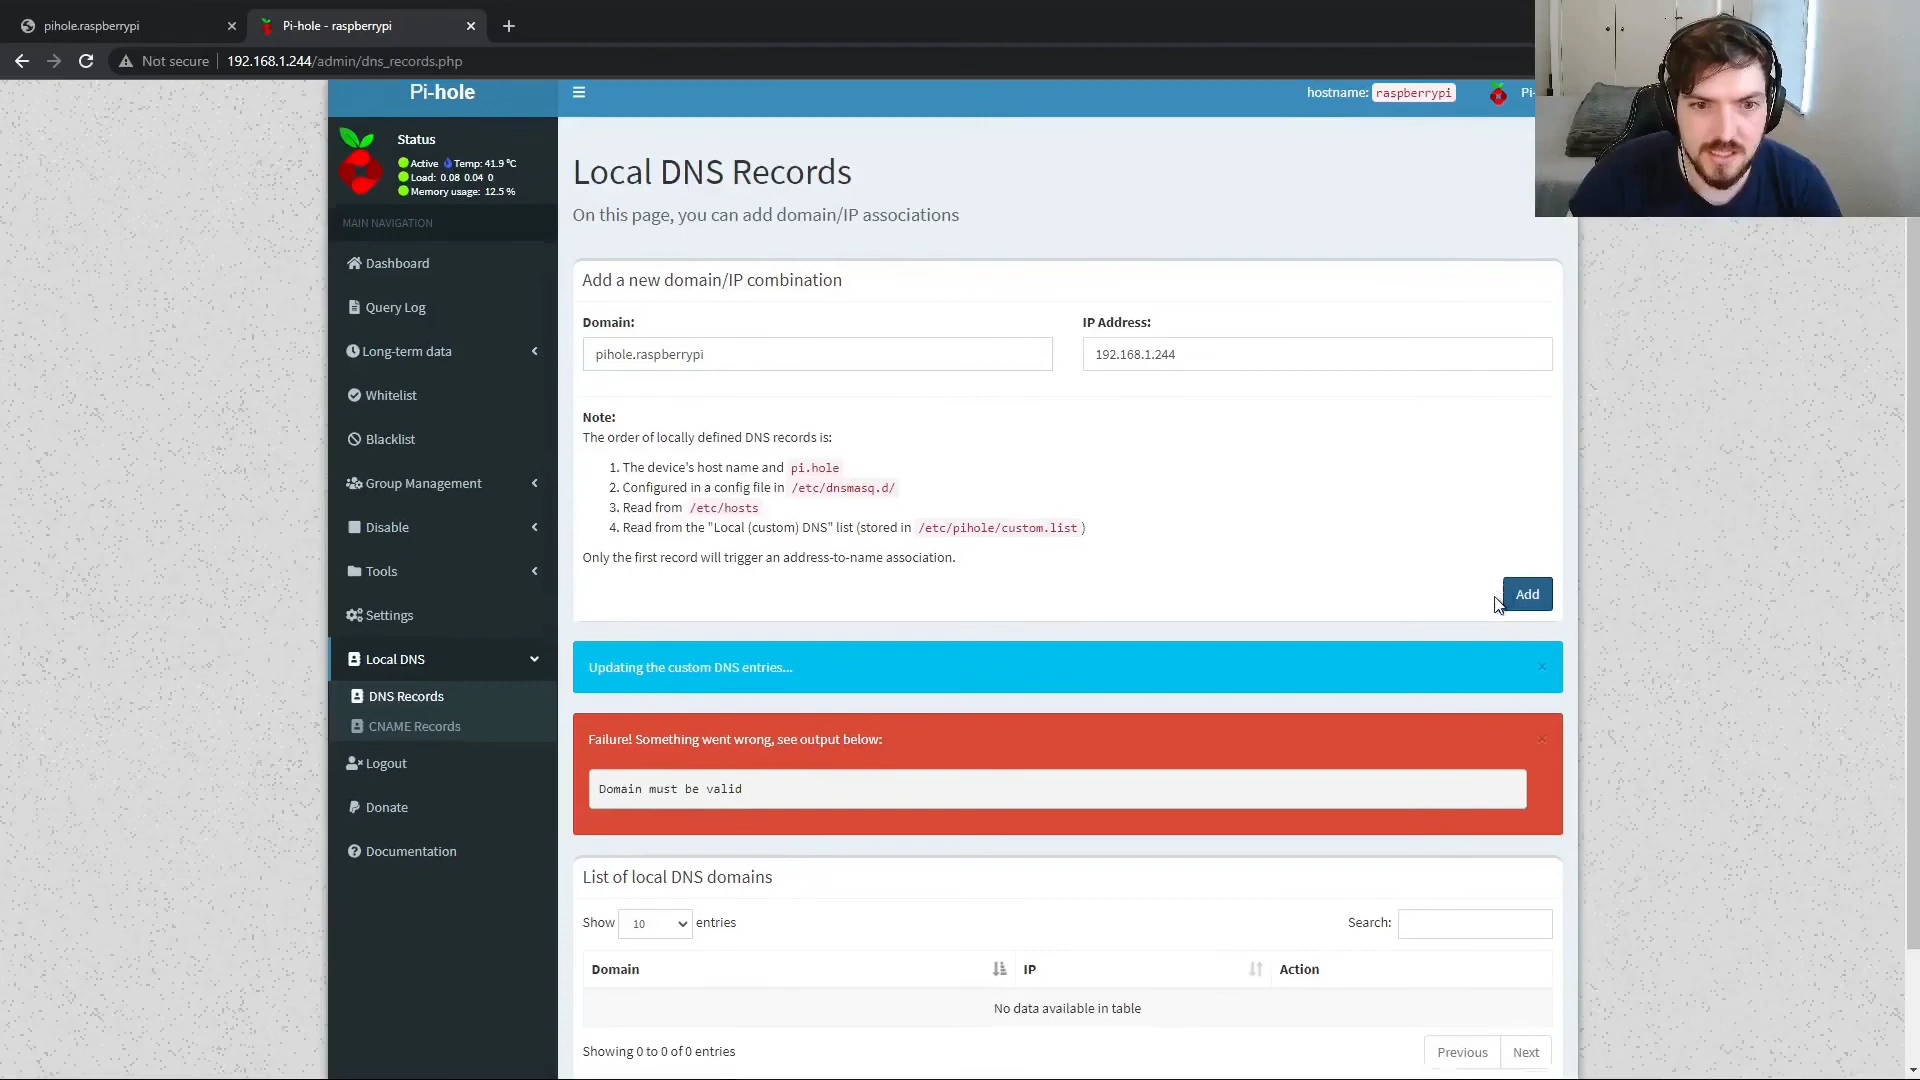 pihole.raspberrypi
Pi-hole - raspberrypi
Not secure
192.168.1.244/admin/dns_records.php
Pi-hole
hostname: raspberrypi
Pi-
Status
Active Temp: 41.9 °C
Load: 0.08 0.04 0
Memory usage: 12.5 %
MAIN NAVIGATION
Dashboard
Query Log
Long-term data
Whitelist
Blacklist
Group Management
Disable
Tools
Settings
Local DNS
DNS Records
CNAME Records
Logout
Donate
Documentation
Local DNS Records
On this page, you can add domain/IP associations
Add a new domain/IP combination
Domain:
IP Address:
pihole.raspberrypi
192.168.1.244
Note:
The order of locally defined DNS records is:
1. The device's host name and pi.hole
2. Configured in a config file in /etc/dnsmasq.d/
3. Read from /etc/hosts
4. Read from the "Local (custom) DNS" list (stored in /etc/pihole/custom.list )
Only the first record will trigger an address-to-name association.
Add
Updating the custom DNS entries...
Failure! Something went wrong, see output below:
Domain must be valid
List of local DNS domains
Show 10 entries
Search:
Domain
IP
Action
No data available in table
Showing 0 to 0 of 0 entries
Previous
Next